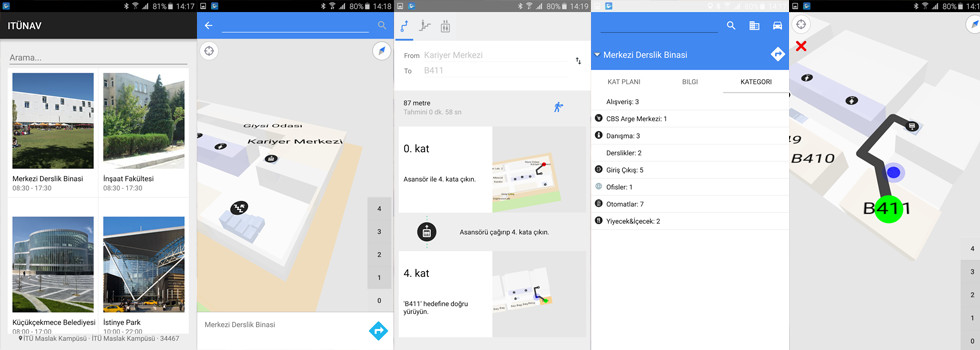 81% 14:17
ITÜNAV
Arama...
Merkezi Derslik Binası
08:30 - 17:30
İnşaat Fakültesi
08:30 - 17:30
Küçükçekmece Belediyesi
08:00 - 17:00
İstinye Park
10:00 - 22:00
İTÜ Maslak Kampüsü · İTÜ Maslak Kampüsü · 34467
80% 14:18
Giysi Odası
Kariyer Merkezi
4
3
2
1
0
Merkezi Derslik Binası
80% 14:19
From Kariyer Merkezi
To B411
87 metre
Tahmini 0 dk. 58 sn
0. kat
Asansör ile 4. kata çıkın.
Asansörü çağırıp 4. kata çıkın.
4. kat
'B411' hedefine doğru
yürüyün.
80%
Merkezi Derslik Binasi
KAT PLANI
BILGI
KATEGORI
Alışveriş: 3
CBS Arge Merkezi: 1
Danışma: 3
Derslikler: 2
Giriş Çıkış: 5
Ofisler: 1
Otomatlar: 7
Yiyecek&İçecek: 2
80%
B410
B411
4
3
2
1
0